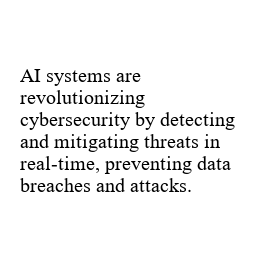 AI systems are
revolutionizing
cybersecurity by detecting
and mitigating threats in
real-time, preventing data
breaches and attacks.